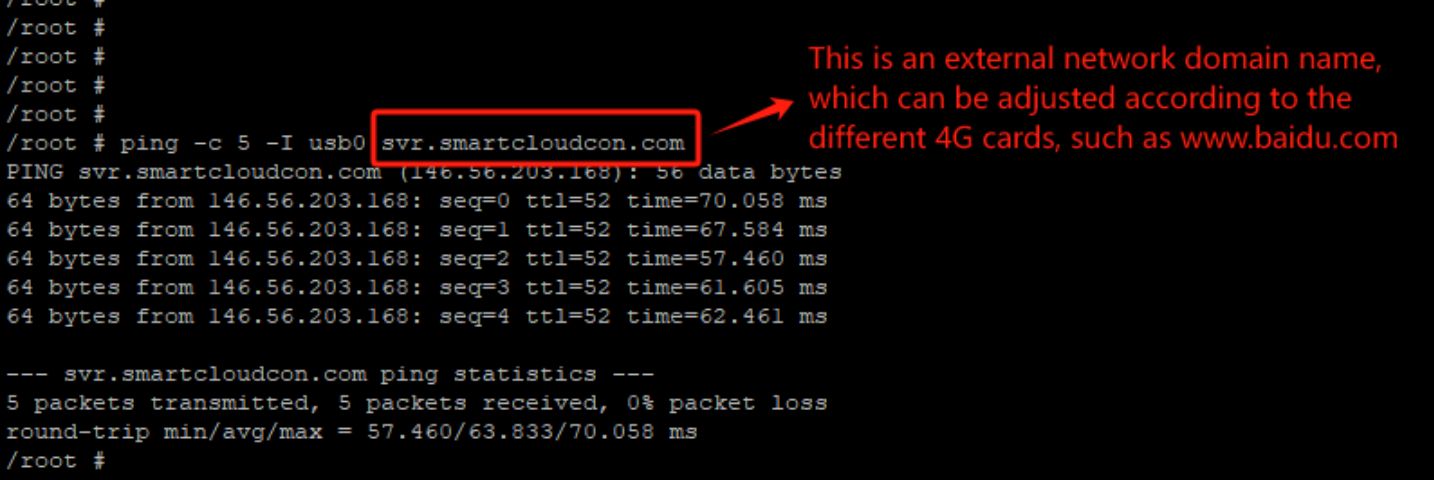 /root #
/root #
/root #
/root #
/root #
/root # ping -c 5 -I usb0 svr.smartcloudcon.com
This is an external network domain name,
which can be adjusted according to the
different 4G cards, such as www.baidu.com
PING svr.smartcloudcon.com (146.56.203.168): 56 data bytes
64 bytes from 146.56.203.168: seq=0 ttl=52 time=70.058 ms
64 bytes from 146.56.203.168: seq=1 ttl=52 time=67.584 ms
64 bytes from 146.56.203.168: seq=2 ttl=52 time=57.460 ms
64 bytes from 146.56.203.168: seq=3 ttl=52 time=61.605 ms
64 bytes from 146.56.203.168: seq=4 ttl=52 time=62.461 ms
--- svr.smartcloudcon.com ping statistics ---
5 packets transmitted, 5 packets received, 0% packet loss
round-trip min/avg/max = 57.460/63.833/70.058 ms
/root #